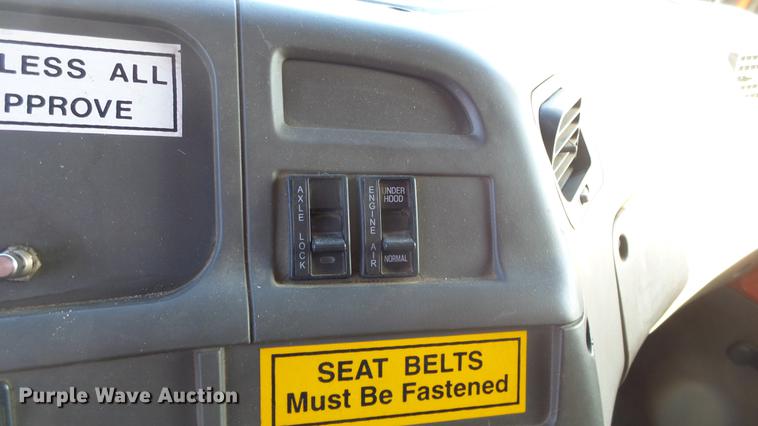 LESS ALL
PPROVE
AXLE LOCK
ENGINE AIR
UNDER
HOOD
NORMAL
SEAT BELTS
Must Be Fastened
Purple Wave Auction